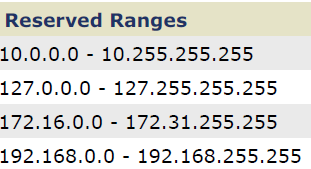 Reserved Ranges
10.0.0.0 - 10.255.255.255
127.0.0.0 - 127.255.255.255
172.16.0.0 - 172.31.255.255
192.168.0.0 - 192.168.255.255